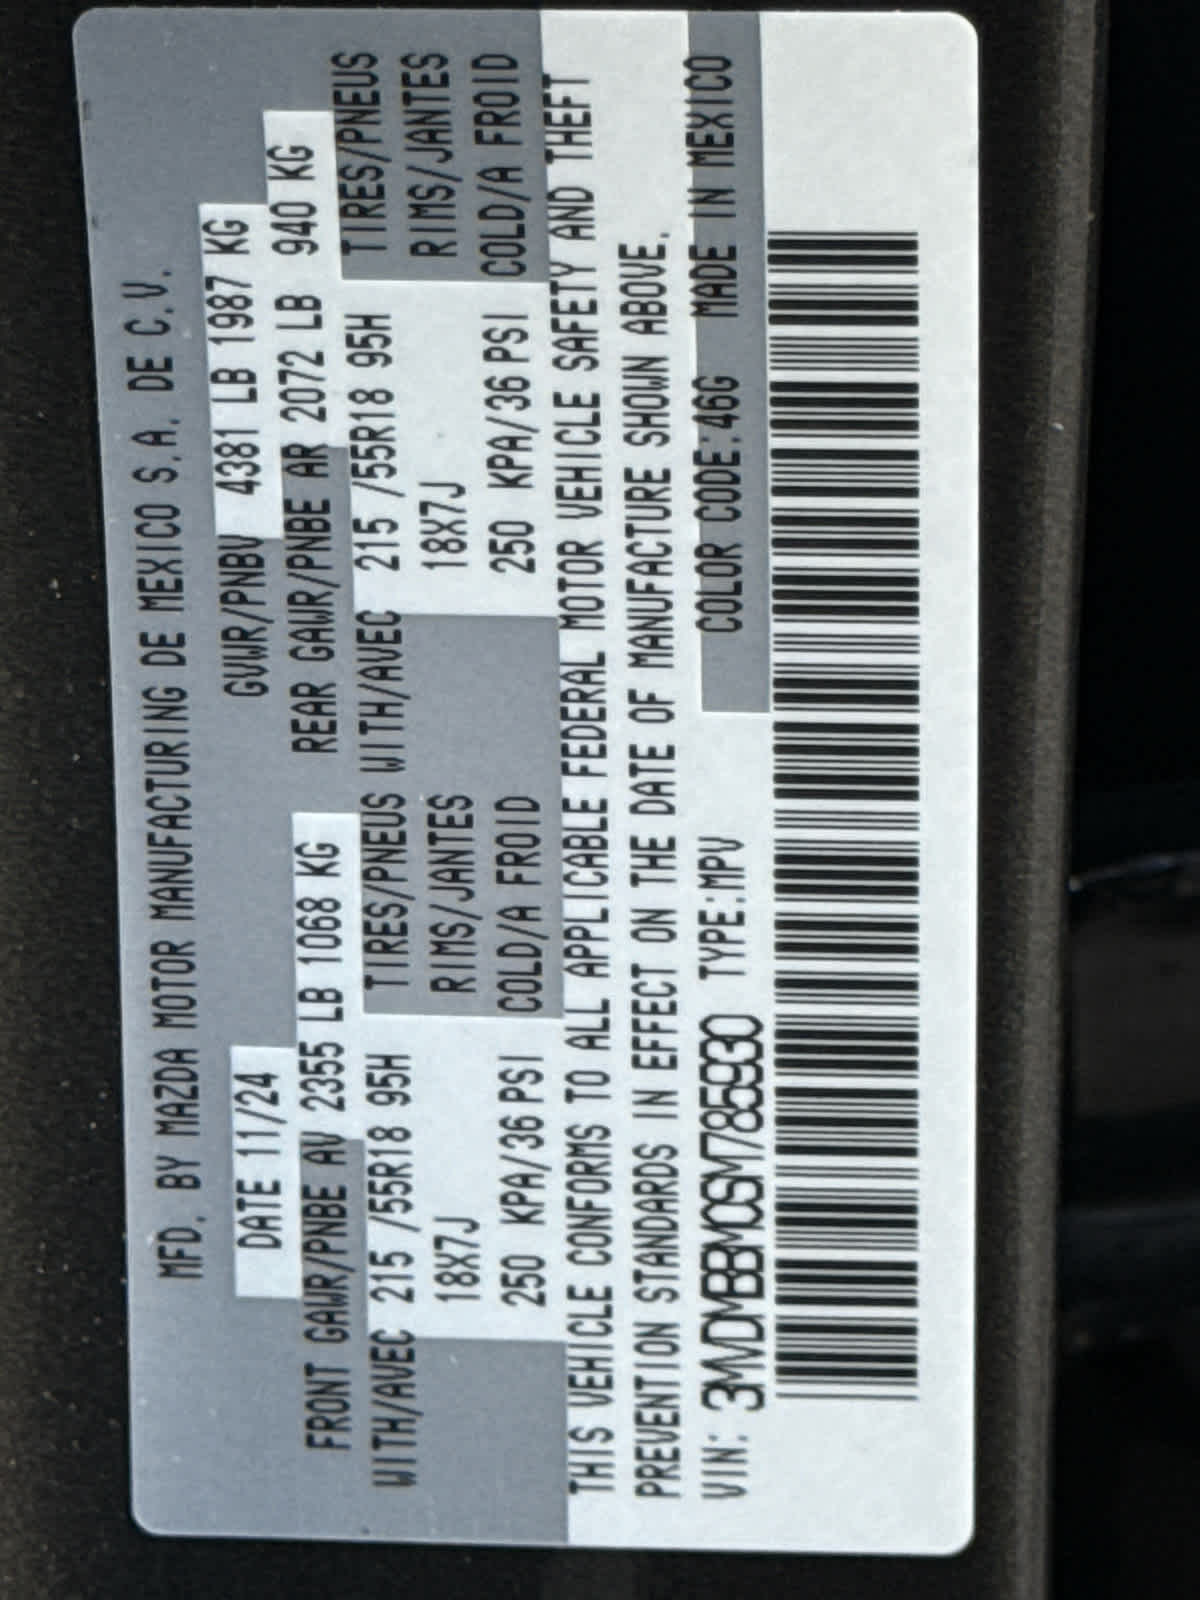 MFD. BY MAZDA MOTOR MANUFACTURING DE MEXICO S.A. DE C.V.
DATE 11/24 GVWR/PNBV 4381 LB 1987 KG
FRONT GAWR/PNBE AV 2355 LB 1068 KG REAR GAWR/PNBE AR 2072 LB 940 KG
WITH/AVEC 215 /55R18 95H TIRES/PNEUS WITH/AVEC 215 /55R18 95H TIRES/PNEUS
18X7J RIMS/JANTES 18X7J RIMS/JANTES
250 KPA/36 PSI COLD/A FROID 250 KPA/36 PSI COLD/A FROID
THIS VEHICLE CONFORMS TO ALL APPLICABLE FEDERAL MOTOR VEHICLE SAFETY AND THEFT
PREVENTION STANDARDS IN EFFECT ON THE DATE OF MANUFACTURE SHOWN ABOVE.
VIN: 3MVDMBBM0SM785930 TYPE:MPV COLOR CODE:46G MADE IN MEXICO